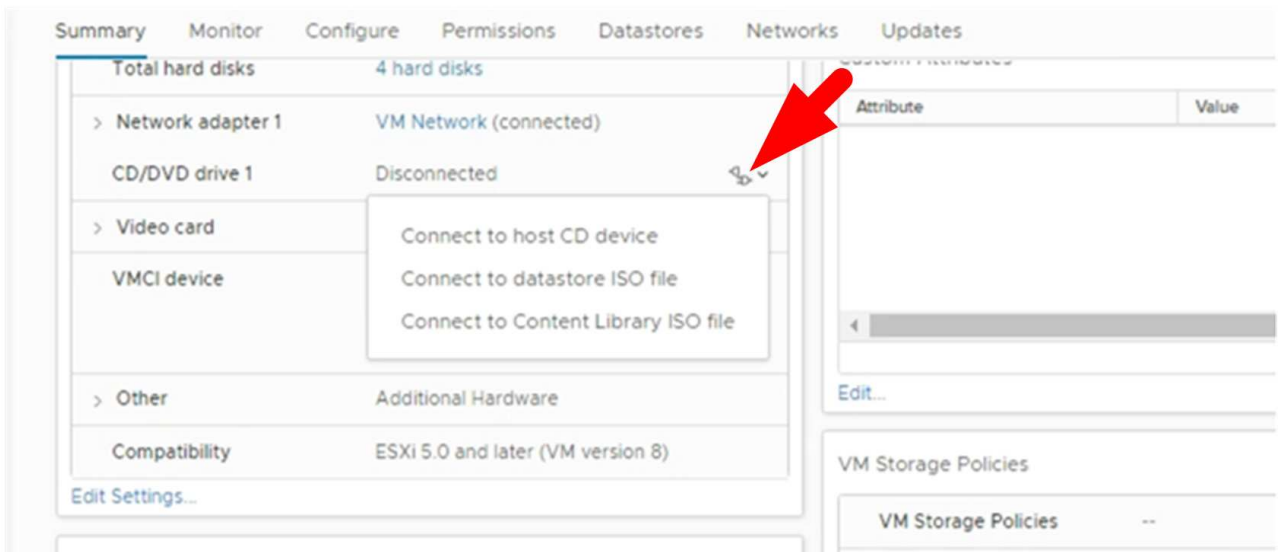 Summary Monitor Configure Permissions Datastores Networks Updates
Total hard disks 4 hard disks
Network adapter 1 VM Network (connected)
CD/DVD drive 1 Disconnected
Video card
Connect to host CD device
VMCI device
Connect to datastore ISO file
Connect to Content Library ISO file
Other Additional Hardware
Compatibility ESXi 5.0 and later (VM version 8)
Edit Settings...
Custom Attributes
Attribute Value
Edit...
VM Storage Policies
VM Storage Policies --